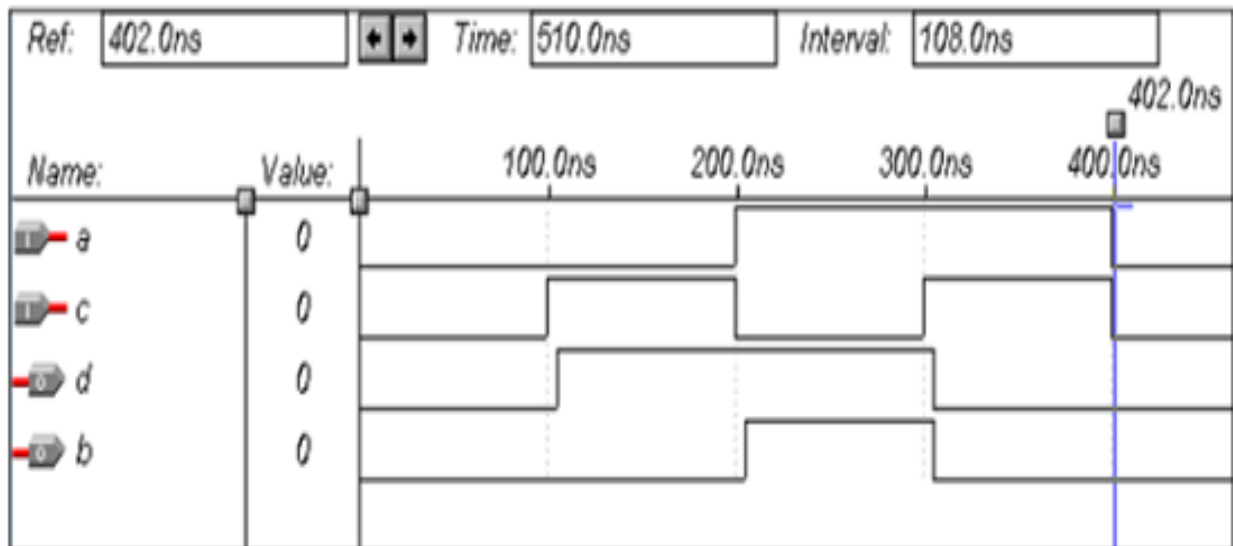 Ref: 402.0ns Time: 510.0ns Interval: 108.0ns
402.0ns
Name: Value: 100.0ns 200.0ns 300.0ns 400.0ns
I a 0
I c 0
O d 0
O b 0